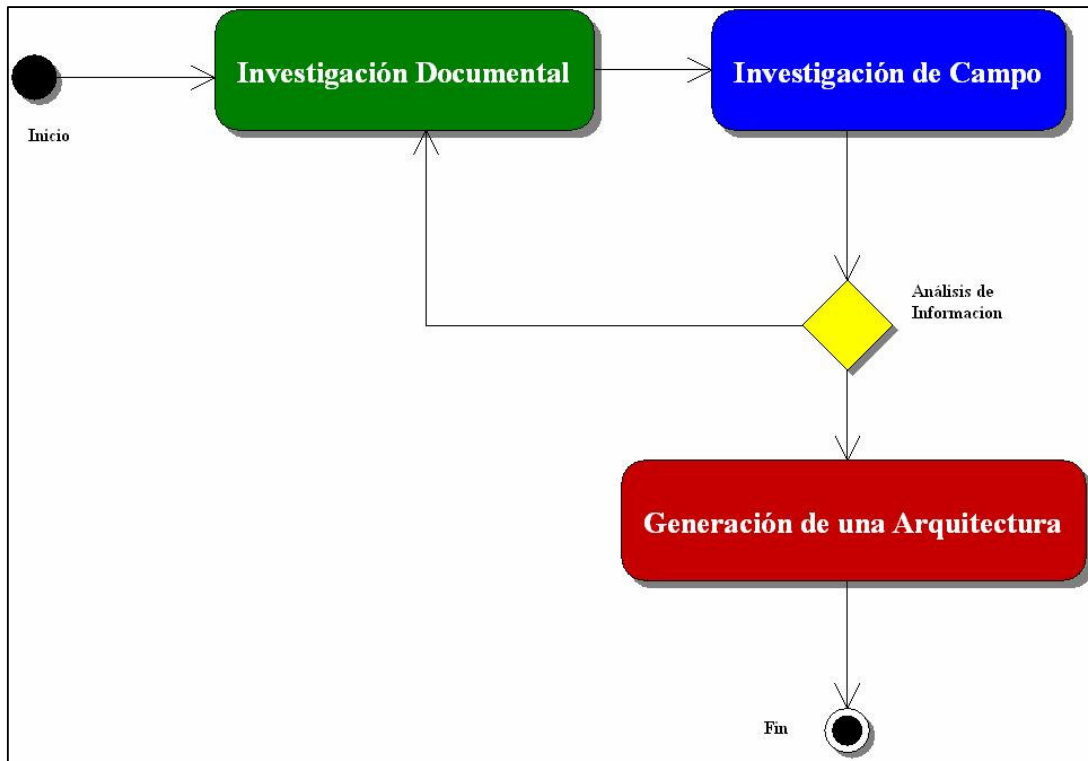 Investigación Documental
Investigación de Campo
Inicio
Análisis de
Informacion
Generación de una Arquitectura
Fin